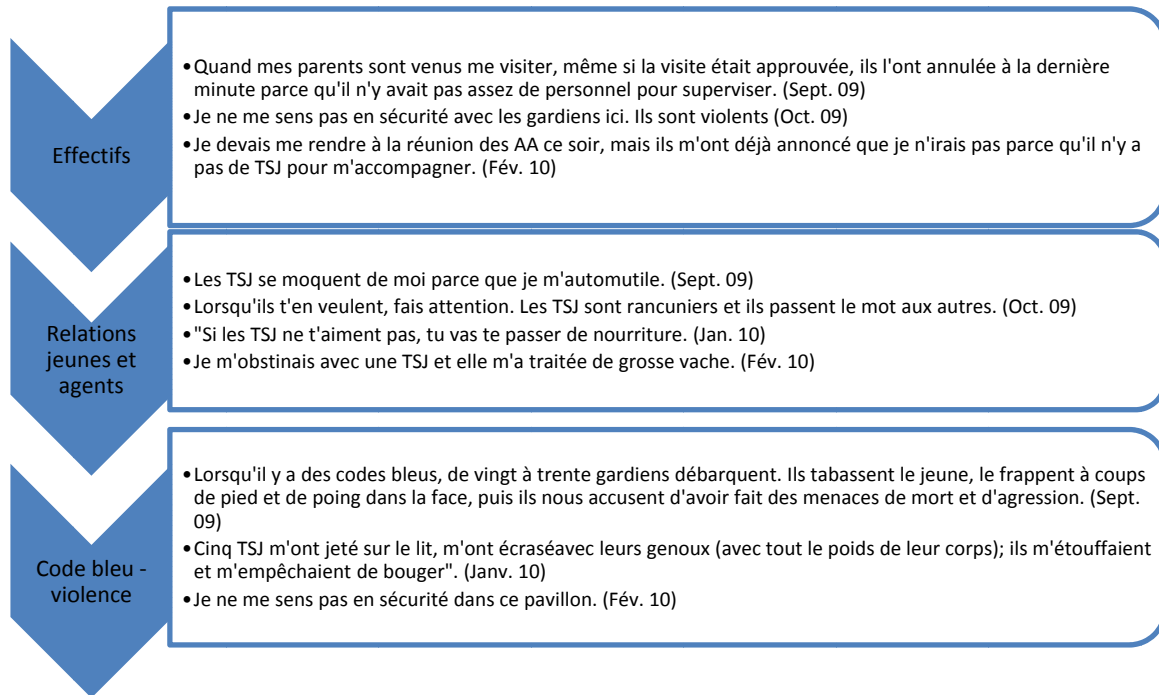 Effectifs
•Quand mes parents sont venus me visiter, même si la visite était approuvée, ils l'ont annulée à la dernière
minute parce qu'il n'y avait pas assez de personnel pour superviser. (Sept. 09)
•Je ne me sens pas en sécurité avec les gardiens ici. Ils sont violents (Oct. 09)
•Je devais me rendre à la réunion des AA ce soir, mais ils m'ont déjà annoncé que je n'irais pas parce qu'il n'y a
pas de TSJ pour m'accompagner. (Fév. 10)
Relations
jeunes et
agents
•Les TSJ se moquent de moi parce que je m'automutile. (Sept. 09)
•Lorsqu'ils t'en veulent, fais attention. Les TSJ sont rancuniers et ils passent le mot aux autres. (Oct. 09)
•"Si les TSJ ne t'aiment pas, tu vas te passer de nourriture. (Jan. 10)
•Je m'obstinais avec une TSJ et elle m'a traitée de grosse vache. (Fév. 10)
Code bleu -
violence
•Lorsqu'il y a des codes bleus, de vingt à trente gardiens débarquent. Ils tabassent le jeune, le frappent à coups
de pied et de poing dans la face, puis ils nous accusent d'avoir fait des menaces de mort et d'agression. (Sept.
09)
•Cinq TSJ m'ont jeté sur le lit, m'ont écraséavec leurs genoux (avec tout le poids de leur corps); ils m'étouffaient
et m'empêchaient de bouger". (Janv. 10)
•Je ne me sens pas en sécurité dans ce pavillon. (Fév. 10)